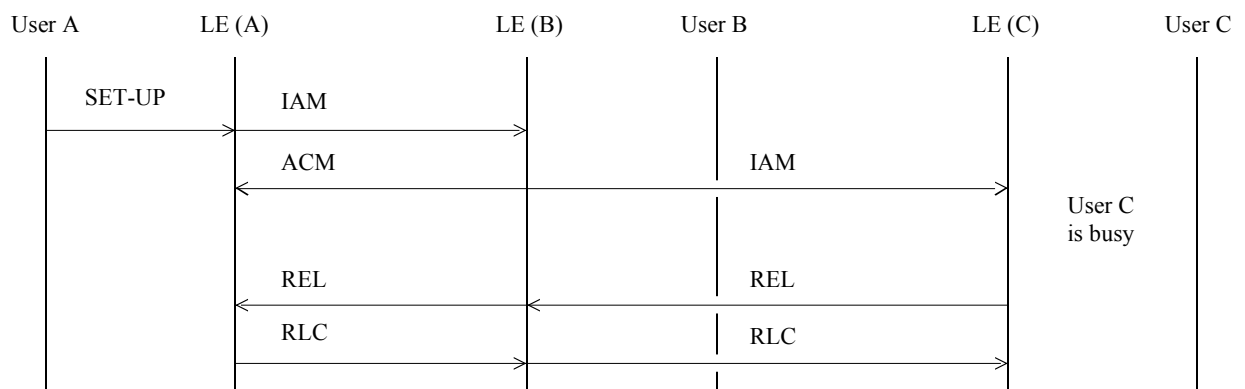 User A LE (A) LE (B) User B LE (C) User C
SET-UP IAM
ACM IAM
User C
is busy
REL REL
RLC RLC